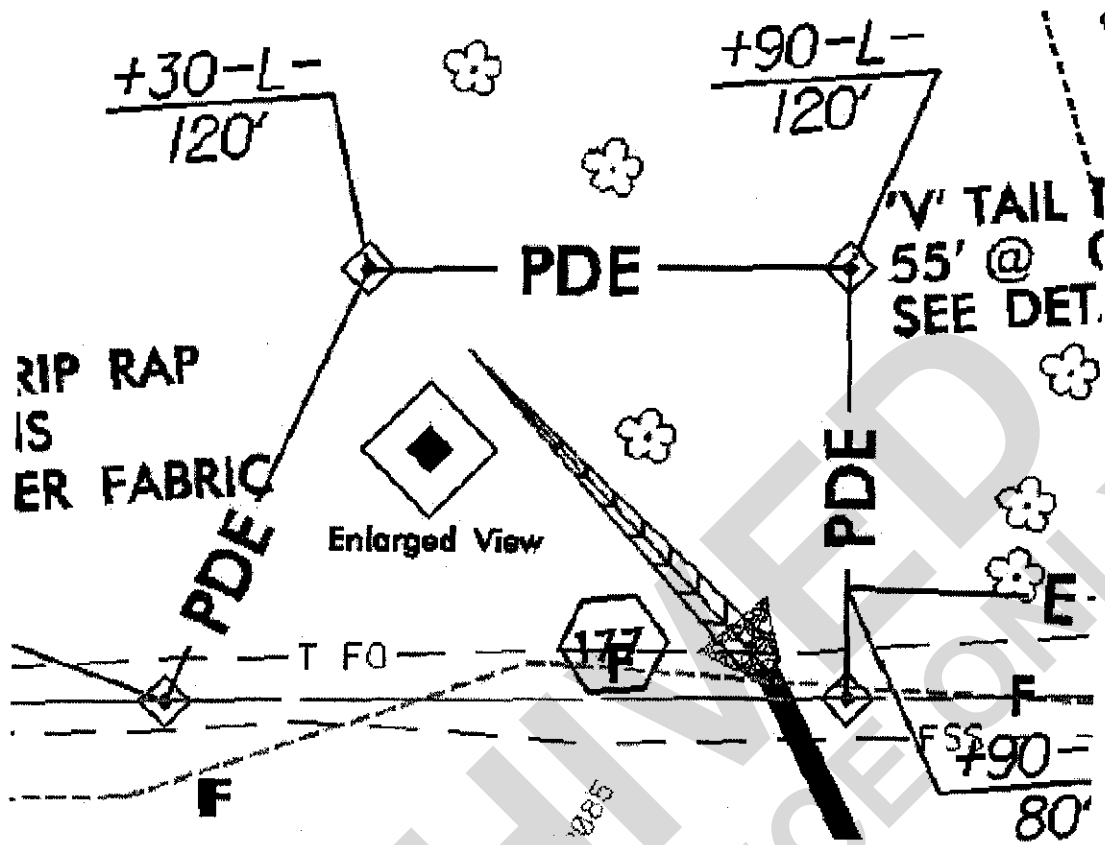 +30-L-
120'
+90-L-
120'
'V' TAIL
55' @
SEE DET.
PDE
RIP RAP
IS
ER FABRIC
PDE
PDE
Enlarged View
E
T FO
177
F
F
FSS
+90-
80'
F